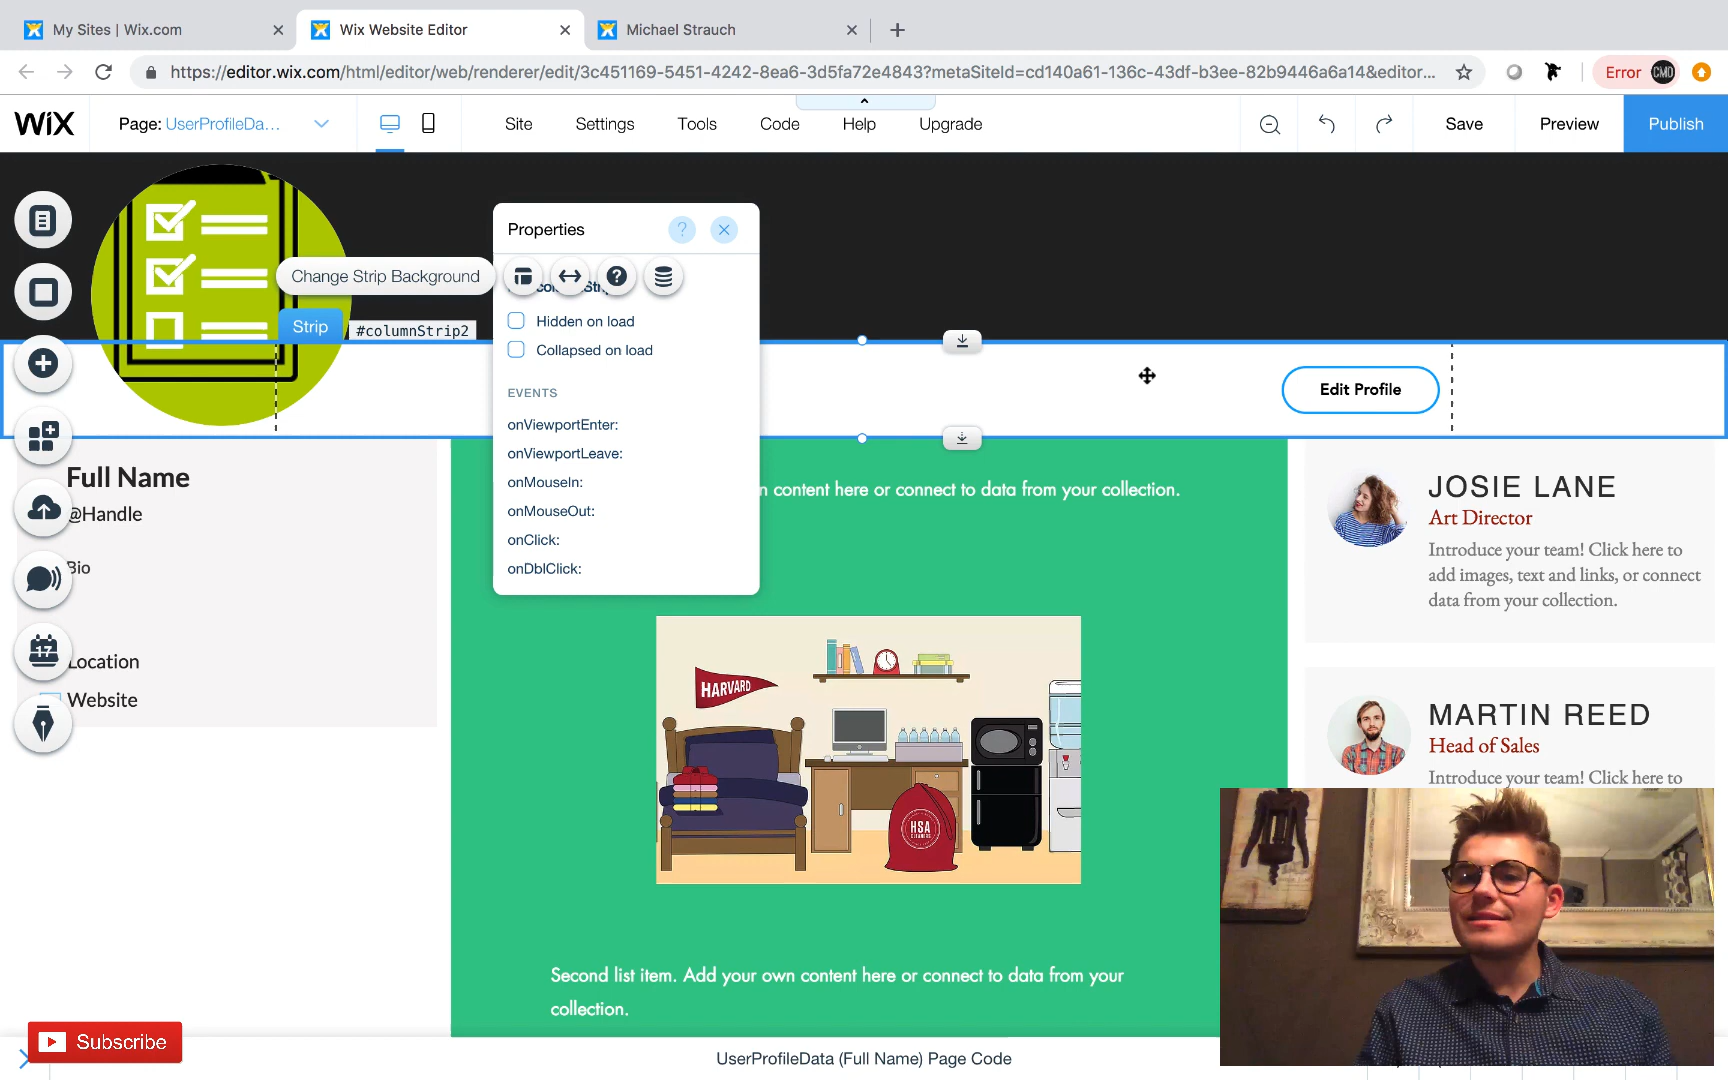 My Sites | Wix.com
Wix Website Editor
Michael Strauch
https://editor.wix.com/html/editor/web/renderer/edit/3c451169-5451-4242-8ea6-3d5fa72e4843?metaSiteId=cd140a61-136c-43df-b3ee-82b9446a6a14&editor...
Error
CMD
WiX
Page: UserProfileDa...
Site
Settings
Tools
Code
Help
Upgrade
Save
Preview
Publish
Properties
?
Change Strip Background
Strip
#columnStrip2
Hidden on load
Collapsed on load
EVENTS
onViewportEnter:
onViewportLeave:
onMouseIn:
onMouseOut:
onClick:
onDblClick:
Edit Profile
Full Name
@Handle
Bio
Location
Website
17
n content here or connect to data from your collection.
HARVARD
HSA
CLEANERS
Second list item. Add your own content here or connect to data from your
collection.
JOSIE LANE
Art Director
Introduce your team! Click here to
add images, text and links, or connect
data from your collection.
MARTIN REED
Head of Sales
Introduce your team! Click here to
Subscribe
UserProfileData (Full Name) Page Code